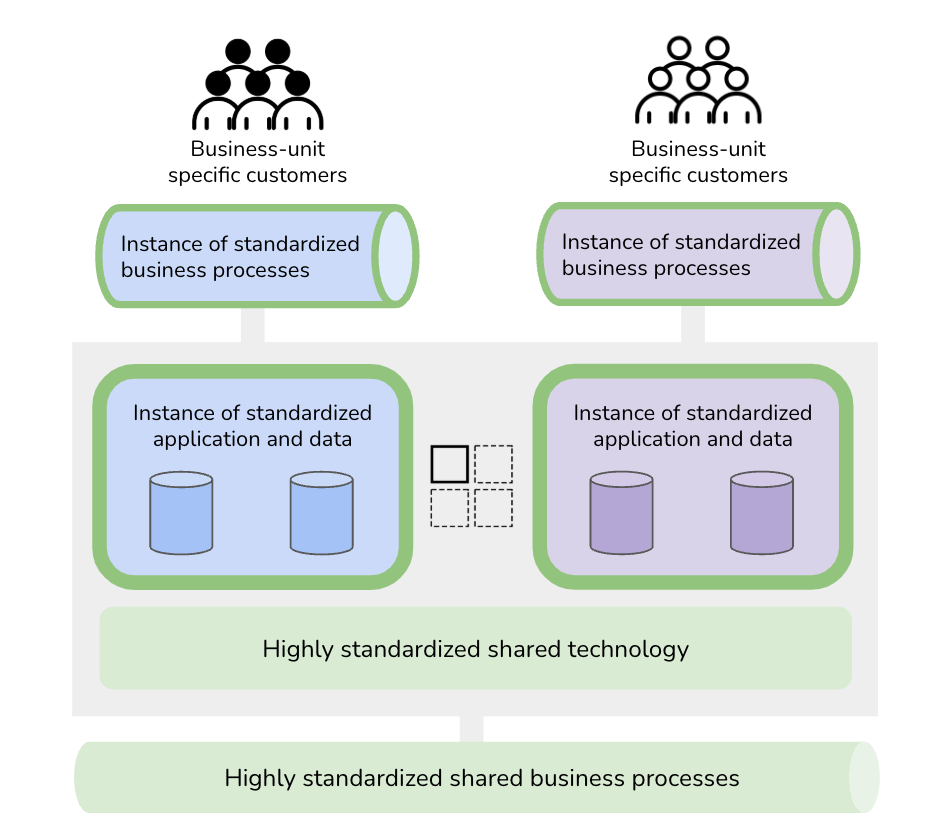 Business-unit
specific customers
Business-unit
specific customers
Instance of standardized
business processes
Instance of standardized
business processes
Instance of standardized
application and data
Instance of standardized
application and data
Highly standardized shared technology
Highly standardized shared business processes